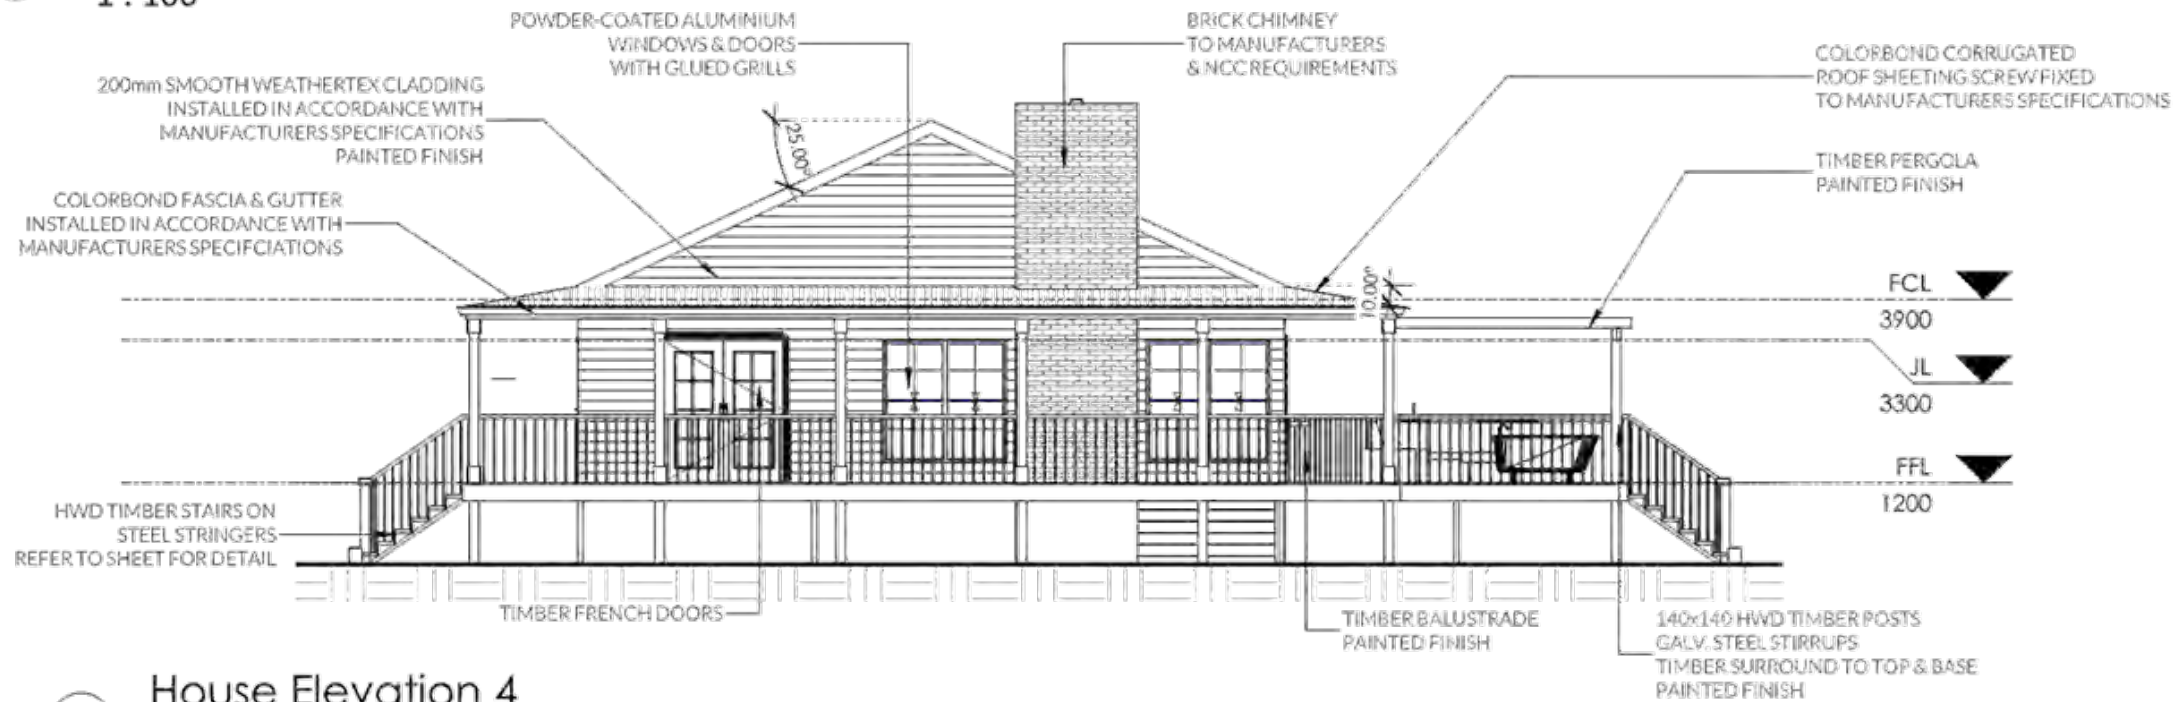 1 : 100
POWDER-COATED ALUMINIUM
WINDOWS & DOORS
WITH GLUED GRILLS
BRICK CHIMNEY
TO MANUFACTURERS
& NCC REQUIREMENTS
COLORBOND CORRUGATED
ROOF SHEETING SCREW FIXED
TO MANUFACTURERS SPECIFICATIONS
200mm SMOOTH WEATHERTEX CLADDING
INSTALLED IN ACCORDANCE WITH
MANUFACTURERS SPECIFICATIONS
PAINTED FINISH
25.00°
TIMBER PERGOLA
PAINTED FINISH
COLORBOND FASCIA & GUTTER
INSTALLED IN ACCORDANCE WITH
MANUFACTURERS SPECIFCIATIONS
10.00°
FCL
3900
JL
3300
FFL
1200
HWD TIMBER STAIRS ON
STEEL STRINGERS
REFER TO SHEET FOR DETAIL
TIMBER FRENCH DOORS
TIMBER BALUSTRADE
PAINTED FINISH
140x140 HWD TIMBER POSTS
GALV. STEEL STIRRUPS
TIMBER SURROUND TO TOP & BASE
PAINTED FINISH
House Elevation 4